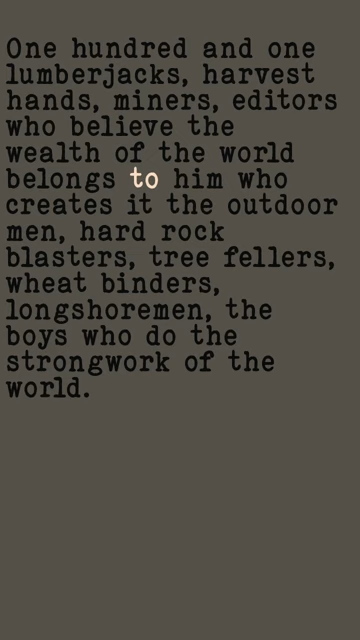 One hundred and one
lumberjacks, harvest
hands, miners, editors
who believe the
wealth of the world
belongs to him who
creates it the outdoor
men, hard rock
blasters, tree fellers,
wheat binders,
longshoremen, the
boys who do the
strongwork of the
world.